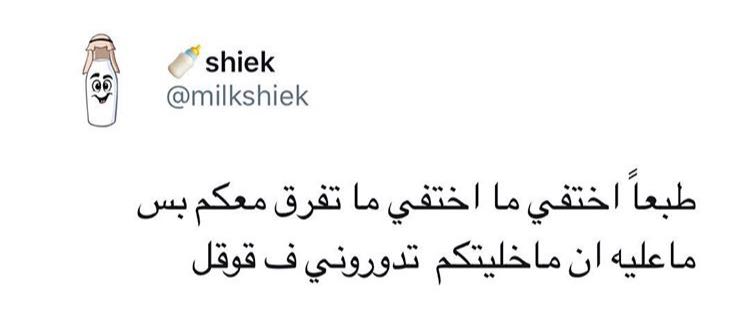 🍼 shiek
@milkshiek
طبعاً اختفي ما اختفي ما تفرق معكم بس
ماعليه ان ماخليتكم تدوروني ف قوقل